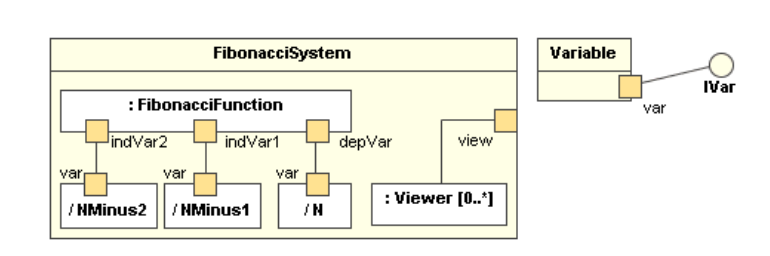 FibonacciSystem
Variable
: FibonacciFunction
IVar
var
indVar2
indVar1
depVar
view
var
var
var
/ NMinus2
/ NMinus1
/ N
: Viewer [0..*]